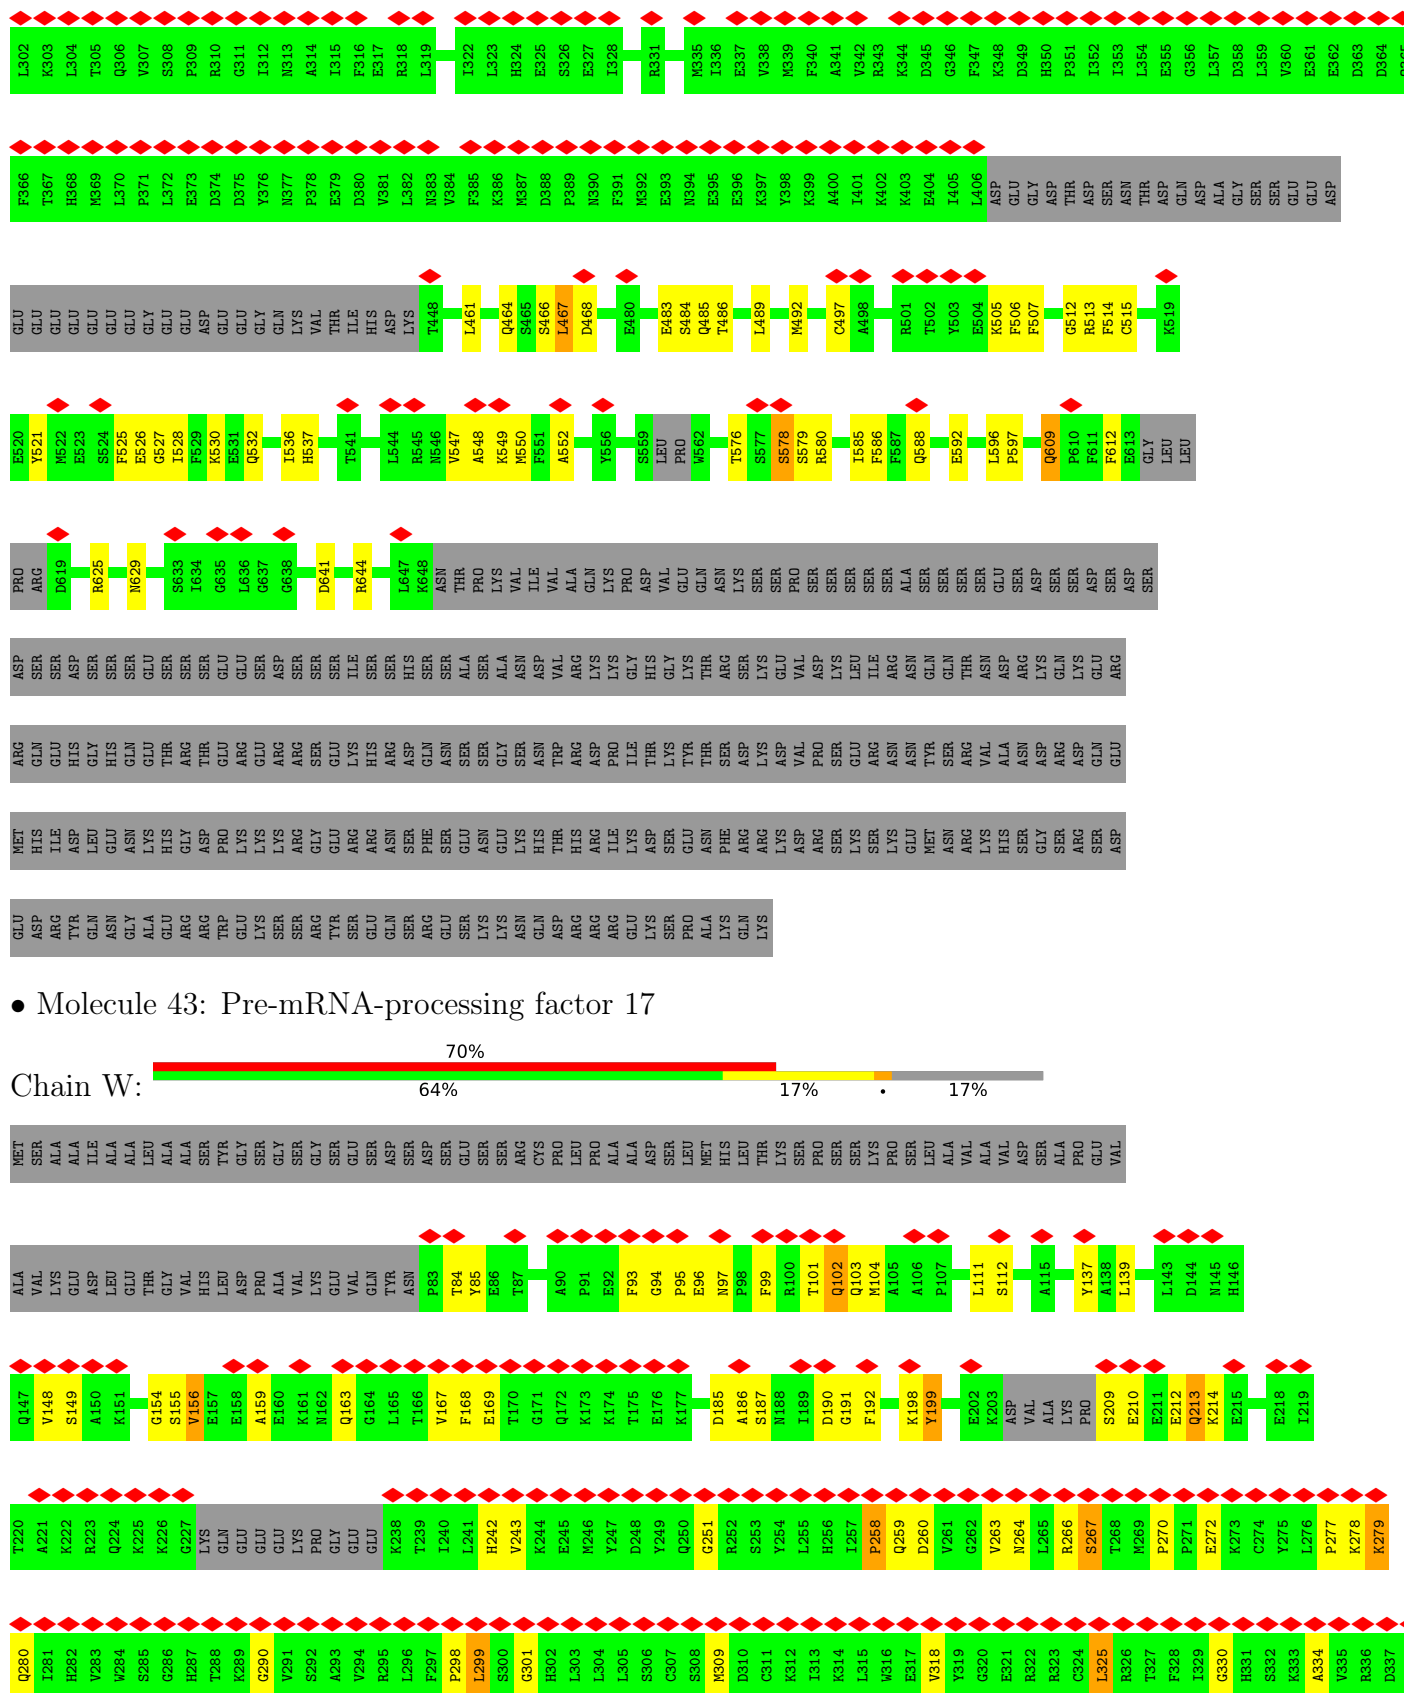 L302 K303 L304 T305 Q306 V307 S308 P309 R310 G311 I312 N313 A314 I315 F316 E317 R318 L319 I322 L323 H324 E325 S326 E327 I328 R331 M335 I336 E337 V338 M339 F340 A341 V342 R343 K344 D345 G346 F347 K348 D349 H350 P351 I352 I353 L354 E355 G356 L357 D358 L359 V360 E361 E362 D363 D364
F366 T367 H368 M369 L370 P371 L372 E373 D374 D375 Y376 N377 P378 E379 D380 V381 L382 N383 V384 F385 K386 M387 D388 P389 N390 F391 M392 E393 N394 E395 E396 K397 Y398 K399 A400 I401 K402 K403 E404 I405 L406 ASP GLU GLY ASP THR ASP SER ASN THR ASP GLN ASP ALA GLY SER SER GLU GLU ASP
GLU GLU GLU GLU GLU GLU GLY GLU GLU ASP GLU GLU GLY GLN LYS VAL THR ILE HIS ASP LYS T448 L461 Q464 S465 S466 L467 D468 E480 E483 S484 Q485 T486 L489 M492 C497 A498 R501 T502 Y503 E504 K505 F506 F507 G512 R513 F514 C515 K519
E520 Y521 M522 E523 S524 F525 E526 G527 I528 F529 K530 E531 Q532 I536 H537 T541 L544 R545 N546 V547 A548 K549 M550 F551 A552 Y556 S559 LEU PRO W562 T576 S577 S578 S579 R580 I585 F586 F587 Q588 E592 L596 P597 Q609 P610 F611 F612 E613 GLY LEU LEU
PRO ARG D619 R625 N629 S633 I634 G635 L636 G637 G638 D641 R644 L647 K648 ASN THR PRO LYS VAL ILE VAL ALA GLN LYS PRO ASP VAL GLU GLN ASN LYS SER SER PRO SER SER SER SER SER ALA SER SER SER SER SER GLU SER SER ASP SER SER ASP SER ASP SER
ASP SER SER ASP SER SER SER GLU SER SER SER GLU GLU SER ASP SER SER SER ILE SER SER HIS SER SER ALA SER ALA ASN ASP VAL ARG LYS LYS GLY HIS GLY LYS THR ARG SER LYS GLU VAL ASP LYS LEU ILE ARG ASN GLN GLN THR ASN ASP ARG LYS GLN LYS GLU ARG
ARG GLN GLU HIS GLY HIS GLN GLU THR ARG THR GLU ARG GLU ARG ARG SER GLU LYS HIS ARG ASP GLN ASN SER SER GLY SER ASN TRP ARG ASP PRO ILE THR LYS TYR THR SER ASP LYS ASP VAL PRO SER GLU ARG ASN ASN TYR SER ARG VAL ALA ASN ASP ARG ASP GLN GLU
MET HIS ILE ASP LEU GLU ASN LYS HIS GLY ASP PRO LYS LYS LYS ARG GLY GLU ARG ARG ASN SER PHE SER GLU ASN GLU LYS HIS THR HIS ARG ILE LYS ASP SER GLU ASN PHE ARG ARG LYS ASP ARG SER LYS SER LYS GLU MET ASN ARG LYS HIS SER GLY SER ARG SER ASP
GLU ASP ARG TYR GLN ASN GLY ALA GLU ARG ARG TRP GLU LYS SER SER ARG TYR SER GLU GLN SER ARG GLU SER LYS LYS ASN GLN ASP ARG ARG ARG GLU LYS SER PRO ALA LYS GLN LYS
• Molecule 43: Pre-mRNA-processing factor 17
70%
Chain W:
64% 17% • 17%
MET SER ALA ALA ILE ALA ALA LEU ALA ALA SER TYR GLY SER GLY SER GLY SER GLU SER ASP SER ASP SER GLU SER SER ARG CYS PRO LEU PRO ALA ALA ASP SER LEU MET HIS LEU THR LYS SER PRO SER SER LYS PRO SER LEU ALA VAL ALA VAL ASP SER ALA PRO GLU VAL
ALA VAL LYS GLU ASP LEU GLU THR GLY VAL HIS LEU ASP PRO ALA VAL LYS GLU VAL GLN TYR ASN P83 T84 Y85 E86 T87 A90 P91 E92 F93 G94 P95 E96 N97 P98 F99 R100 T101 Q102 Q103 M104 A105 A106 P107 L111 S112 A115 Y137 A138 L139 L143 D144 N145 H146
Q147 V148 S149 A150 K151 G154 S155 V156 E157 E158 A159 E160 K161 N162 Q163 G164 L165 T166 V167 F168 E169 T170 G171 Q172 K173 K174 T175 E176 K177 D185 A186 S187 N188 I189 D190 G191 F192 K198 Y199 E202 K203 ASP VAL ALA LYS PRO S209 E210 E211 E212 Q213 K214 E215 E218 I219
T220 A221 K222 R223 Q224 K225 K226 G227 LYS GLN GLU GLU GLU LYS PRO GLY GLU GLU K238 T239 I240 L241 H242 V243 K244 E245 M246 Y247 D248 Y249 Q250 G251 R252 S253 Y254 L255 H256 I257 P258 Q259 D260 V261 G262 V263 N264 L265 R266 S267 T268 M269 P270 P271 E272 K273 C274 Y275 L276 P277 K278 K279
Q280 I281 H282 V283 W284 S285 G286 H287 T288 K289 G290 V291 S292 A293 V294 R295 L296 F297 P298 L299 S300 G301 H302 L303 L304 L305 S306 C307 S308 M309 D310 C311 K312 I313 K314 L315 W316 E317 V318 Y319 G320 E321 R322 R323 C324 L325 R326 T327 F328 I329 G330 H331 S332 K333 A334 V335 R336 D337